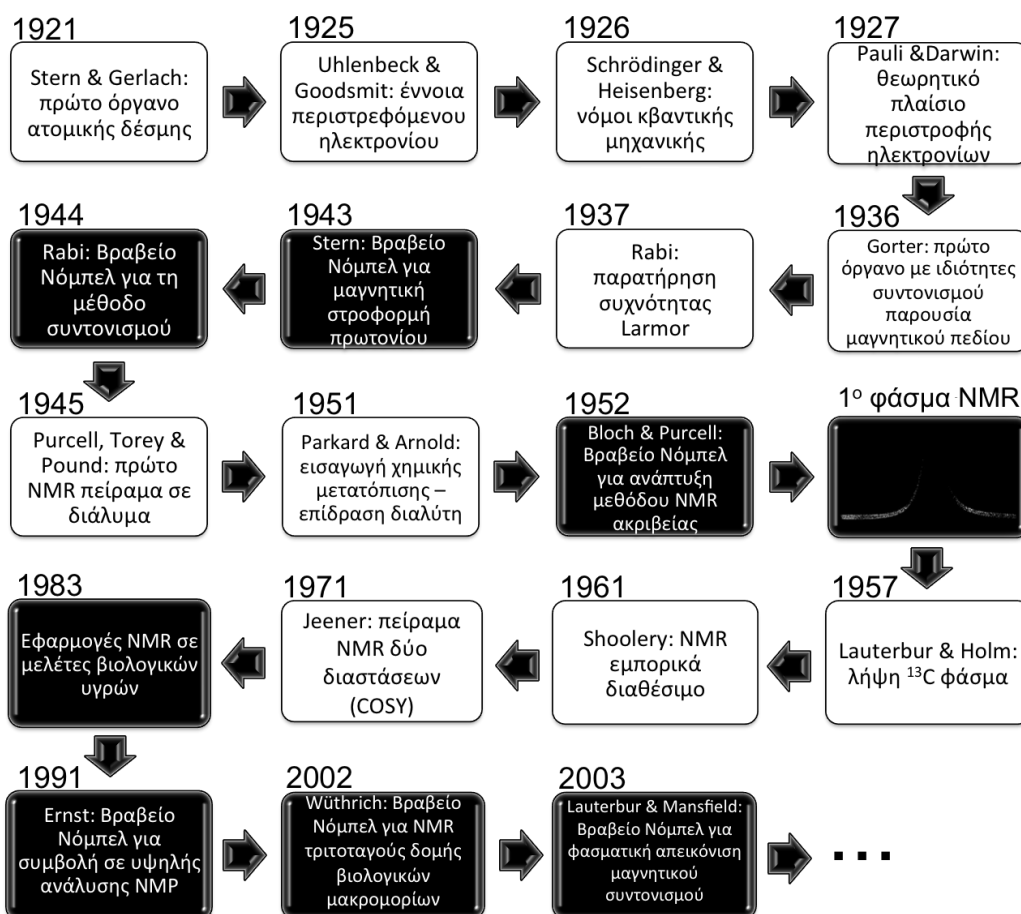 1921
Stern & Gerlach:
πρώτο όργανο
ατομικής δέσμης
1925
Uhlenbeck &
Goodsmit: έννοια
περιστρεφόμενου
ηλεκτρονίου
1926
Schrödinger &
Heisenberg:
νόμοι κβαντικής
μηχανικής
1927
Pauli &Darwin:
θεωρητικό
πλαίσιο
περιστροφής
ηλεκτρονίων
1936
Gorter: πρώτο
όργανο με ιδιότητες
συντονισμού
παρουσία
μαγνητικού πεδίου
1937
Rabi:
παρατήρηση
συχνότητας
Larmor
1943
Stern: Βραβείο
Νόμπελ για
μαγνητική
στροφορμή
πρωτονίου
1944
Rabi: Βραβείο
Νόμπελ για τη
μέθοδο
συντονισμού
1945
Purcell, Torey &
Pound: πρώτο
NMR πείραμα σε
διάλυμα
1951
Parkard & Arnold:
εισαγωγή χημικής
μετατόπισης –
επίδραση διαλύτη
1952
Bloch & Purcell:
Βραβείο Νόμπελ
για ανάπτυξη
μεθόδου NMR
ακριβείας
1ο φάσμα NMR
1957
Lauterbur & Holm:
λήψη 13C φάσμα
1961
Shoolery: NMR
εμπορικά
διαθέσιμο
1971
Jeener: πείραμα
NMR δύο
διαστάσεων
(COSY)
1983
Εφαρμογές NMR σε
μελέτες βιολογικών
υγρών
1991
Ernst: Βραβείο
Νόμπελ για
συμβολή σε υψηλής
ανάλυσης NMP
2002
Wüthrich: Βραβείο
Νόμπελ για NMR
τριτοταγούς δομής
βιολογικών
μακρομορίων
2003
Lauterbur & Mansfield:
Βραβείο Νόμπελ για
φασματική απεικόνιση
μαγνητικού
συντονισμού
...